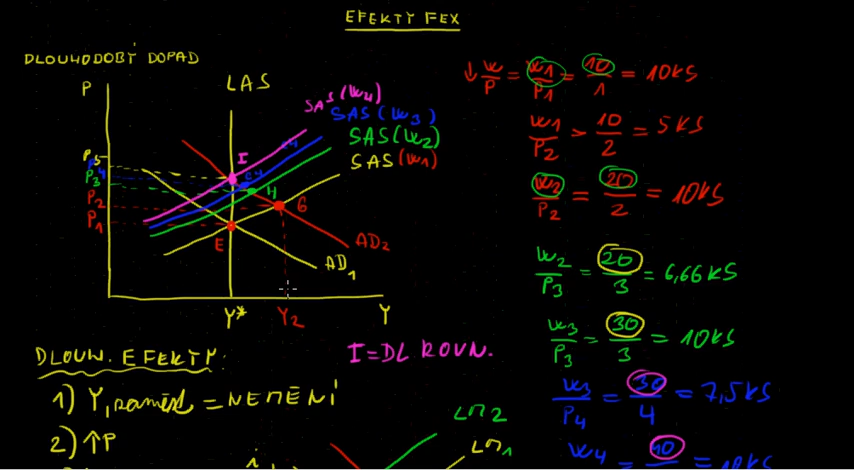 EFEKTY FEX
DLOUHODOBÝ DOPAD
P
LAS
SAS(W4)
SAS(W3)
SAS(W2)
SAS(W1)
P5
P4
P3
P2
P1
I
H
G
E
AD2
AD1
Y*
Y2
Y
↓ W/P = W1/P1 = 10/1 = 10KS
W1/P2 = 10/2 = 5KS
W2/P2 = 20/2 = 10KS
W2/P3 = 20/3 = 6,66KS
W3/P3 = 30/3 = 10KS
W3/P4 = 30/4 = 7,5KS
DLOUH. EFEKTY:
I=DL ROVN.
1) Y, zaměst = NEMĚNÍ
2) ↑P
LM2
LM1
i